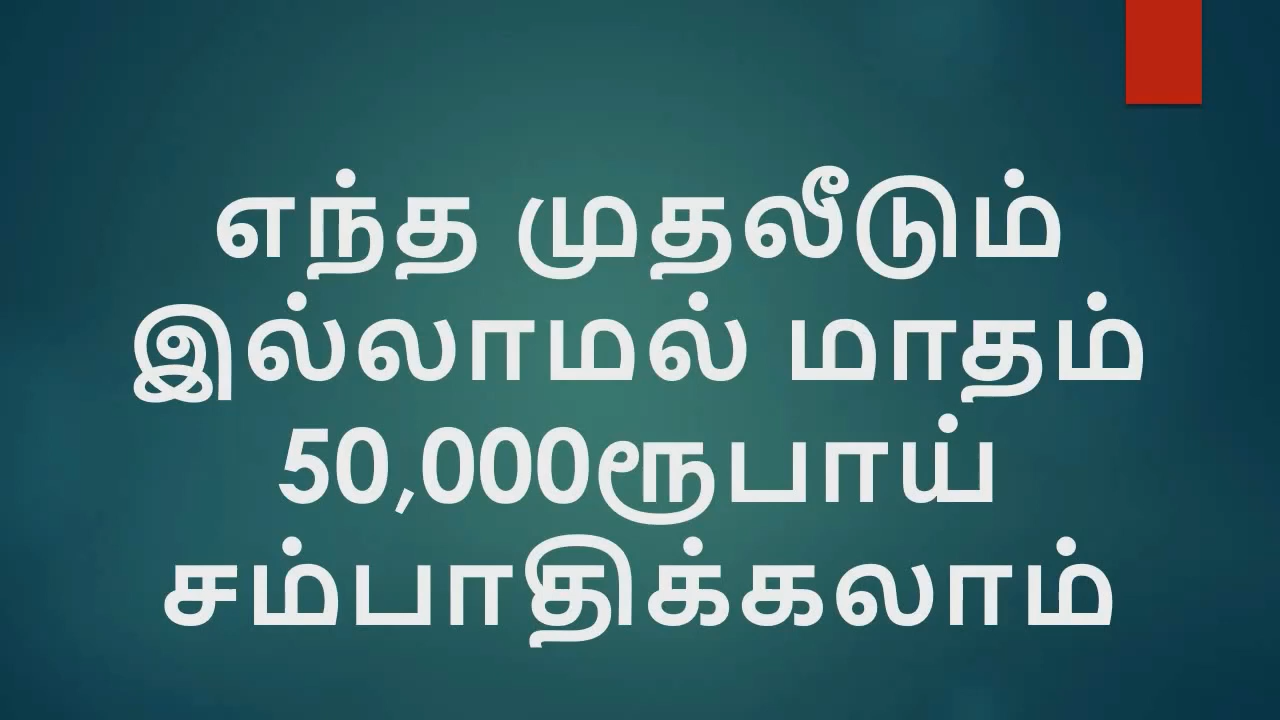 எந்த முதலீடும்
இல்லாமல் மாதம்
50,000ரூபாய்
சம்பாதிக்கலாம்